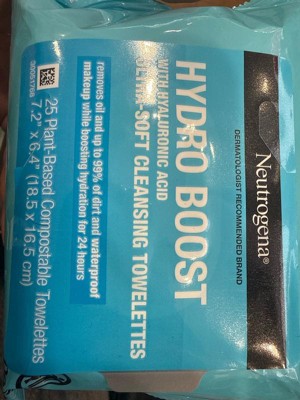 Neutrogena®
DERMATOLOGIST RECOMMENDED BRAND
HYDRO BOOST
WITH HYALURONIC ACID
ULTRA-SOFT CLEANSING TOWELETTES
removes oil and up to 99% of dirt and waterproof
makeup while boosting hydration for 24 hours
25 Plant-Based Compostable Towelettes
7.2" x 6.4" (18.5 x 16.5 cm)